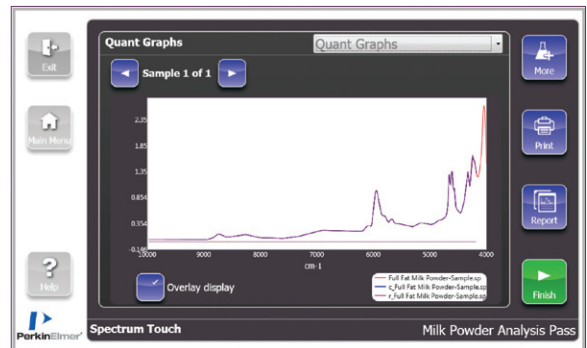 Exit
Main Menu
Help
PerkinElmer
Quant Graphs
Quant Graphs
Sample 1 of 1
2.35
1.85
1.35
0.854
0.354
-0.146
10000 9000 8000 7000 6000 5000 4000
cm-1
Overlay display
Full Fat Milk Powder-Sample.sp
c_Full Fat Milk Powder-Sample.sp
r_Full Fat Milk Powder-Sample.sp
Spectrum Touch
Milk Powder Analysis Pass
More
Print
Report
Finish